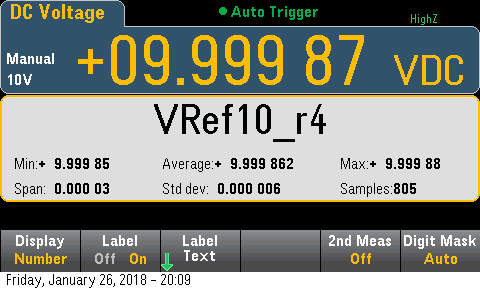 DC Voltage
Auto Trigger
HighZ
Manual
10V
+09.999 87 VDC
VRef10_r4
Min:+ 9.999 85 Average:+ 9.999 862 Max:+ 9.999 88
Span: 0.000 03 Std dev: 0.000 006 Samples:805
Display Label Label 2nd Meas Digit Mask
Number Off On Text Off Auto
Friday, January 26, 2018 - 20:09